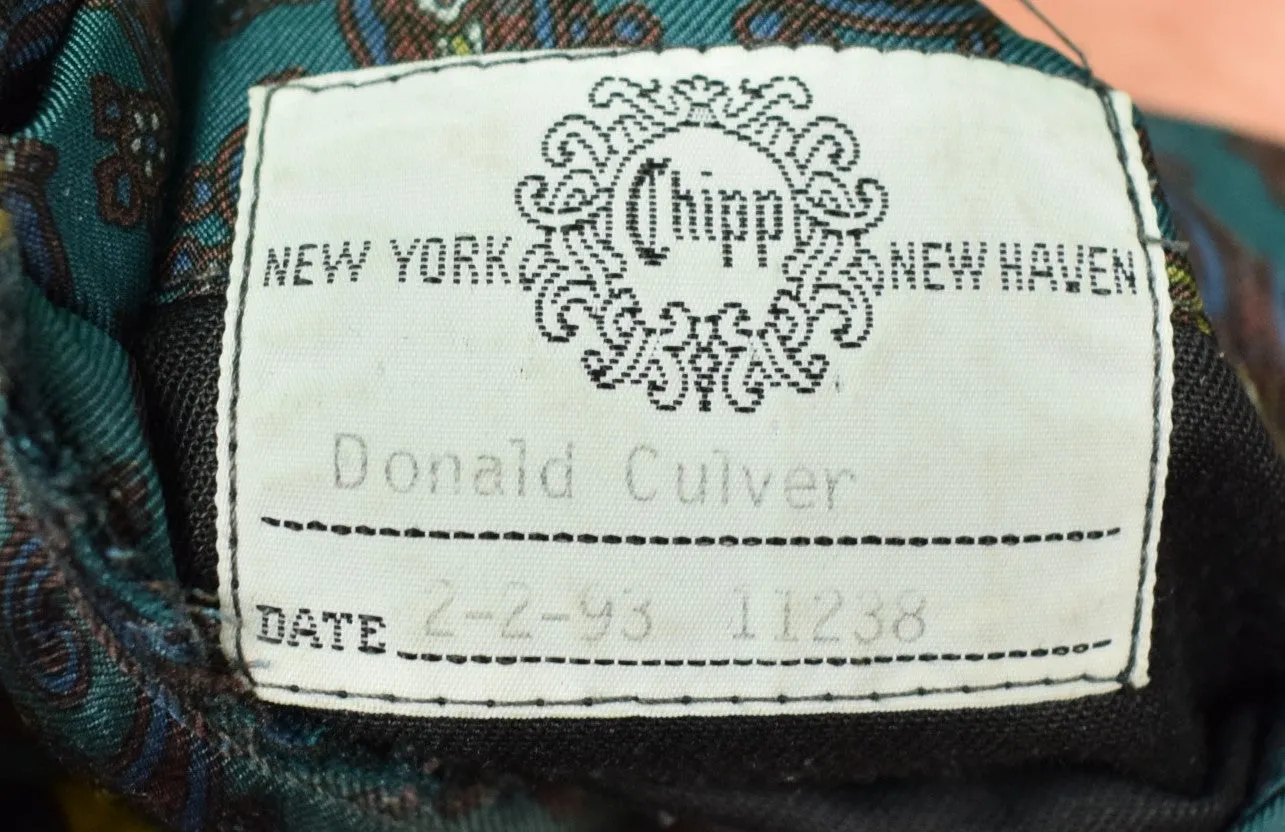 Chipp
NEW YORK NEW HAVEN
Donald Culver
DATE 2-2-93 11238